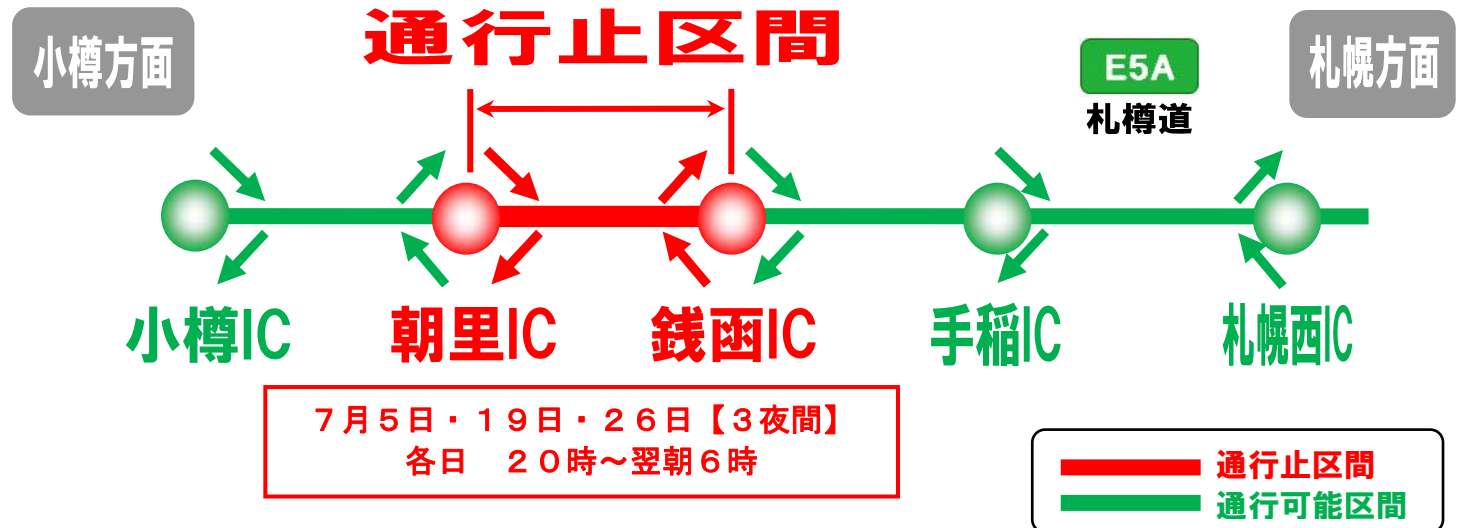 通行止区間
小樽方面
E5A
札樽道
札幌方面
小樽IC
朝里IC
銭函IC
手稲IC
札幌西IC
７月５日・１９日・２６日【３夜間】
各日　２０時～翌朝６時
通行止区間
通行可能区間